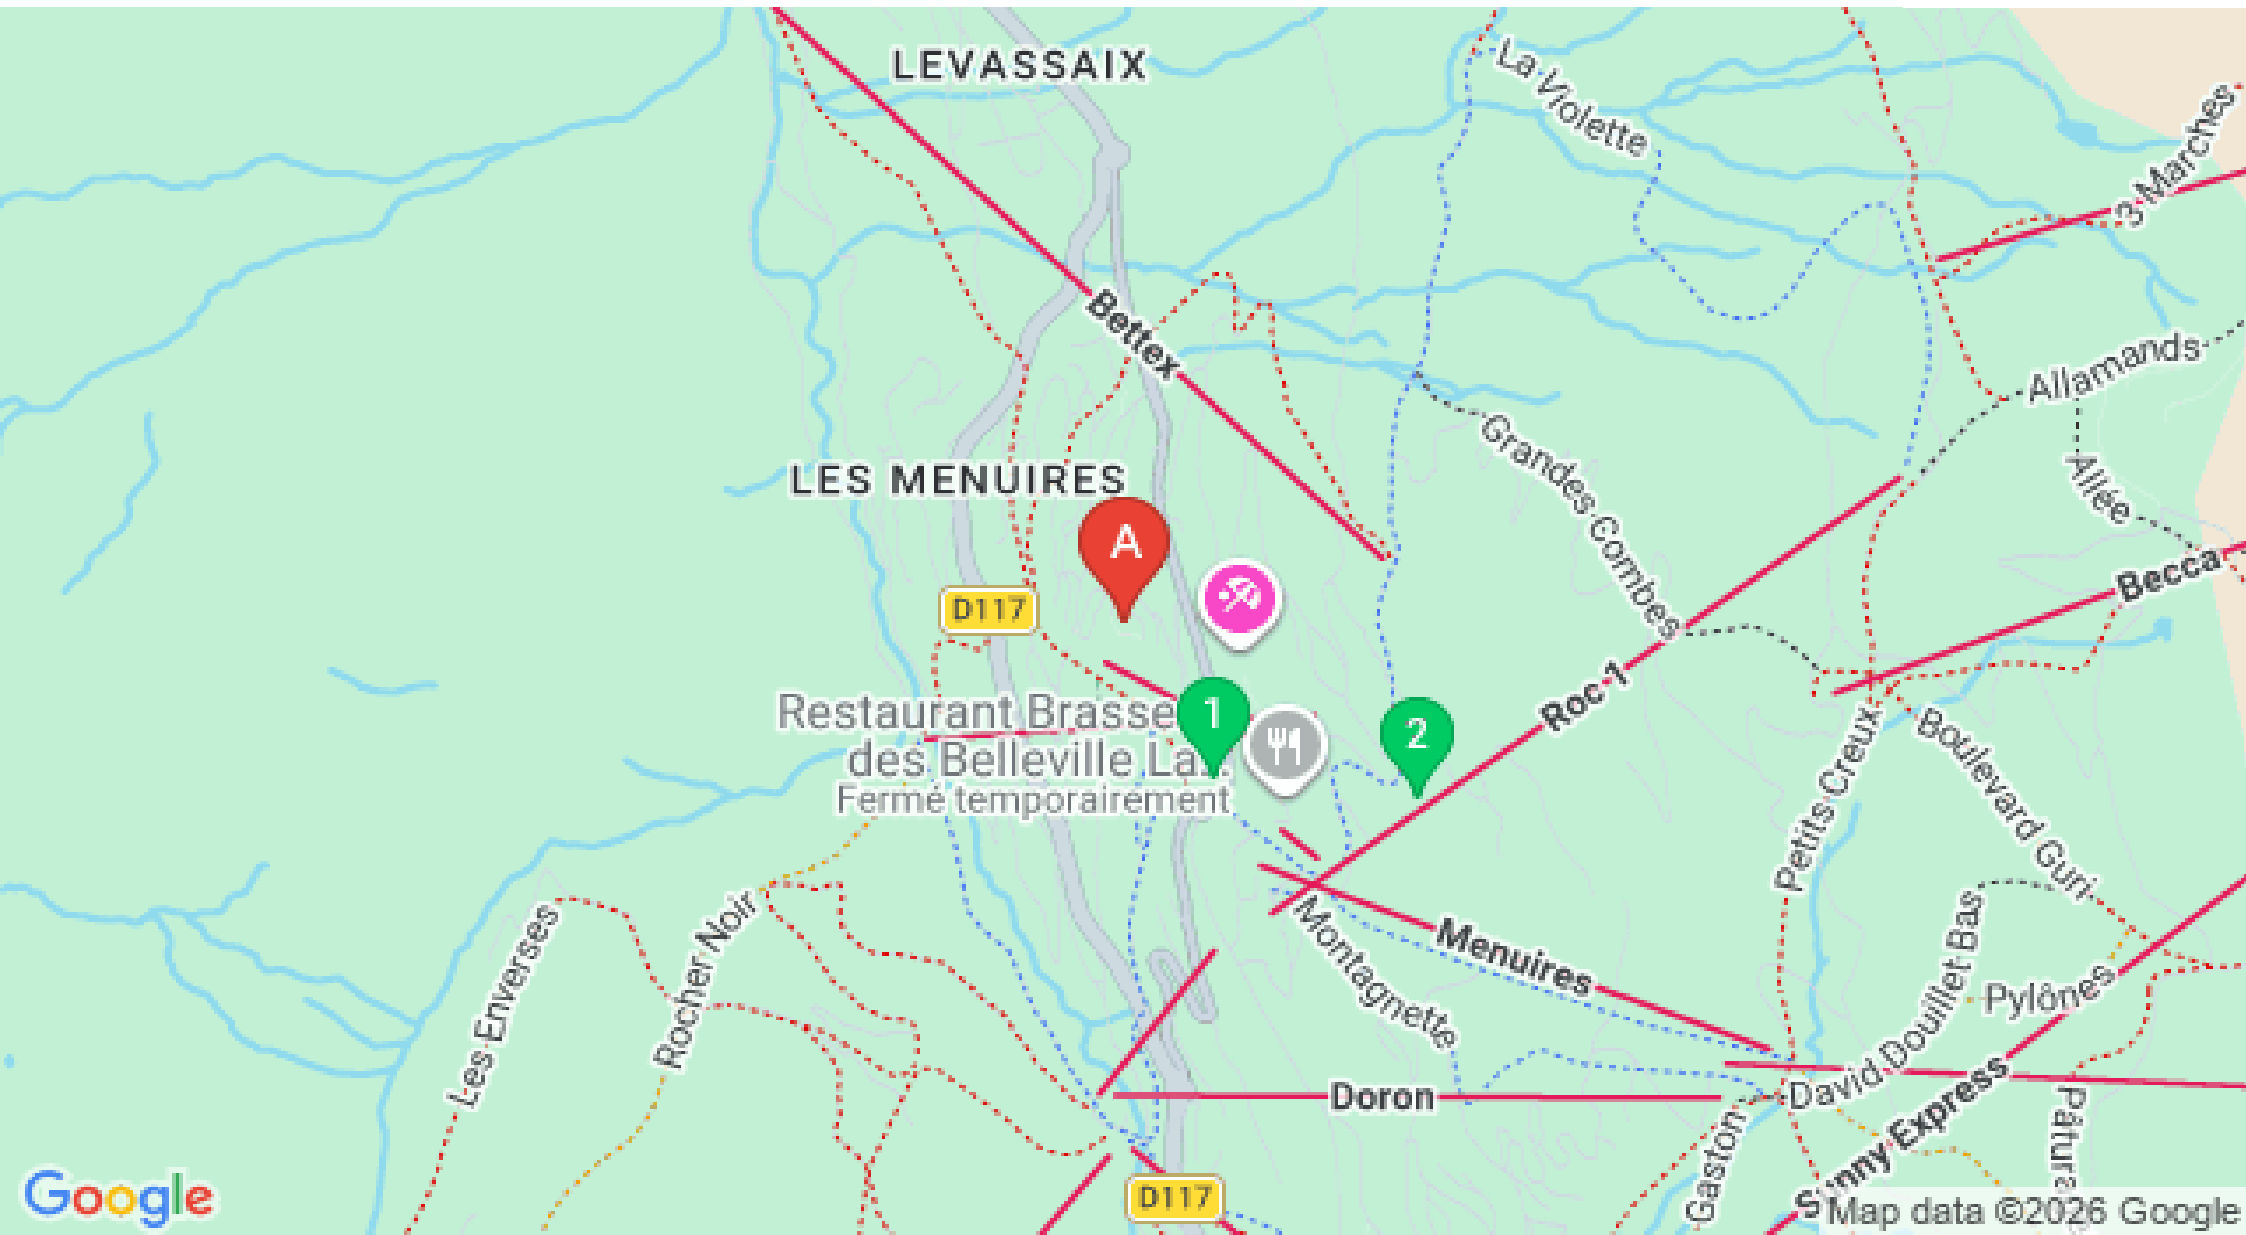 LEVASSAIX
La Violette
3 Marches
Bettex
Allamands
Grandes Combes
Allée
LES MENUIRES
A
Becca
D117
Roc 1
Restaurant Brasse
des Belleville La...
Fermé temporairement
1
2
Petits Creux
Boulevard Guri
Les Enverses
Rocher Noir
Montagnette
Menuires
David Douillet Bas
Pylônes
Doron
Sunny Express
Gaston
Pâtura
D117
Google
Map data ©2026 Google